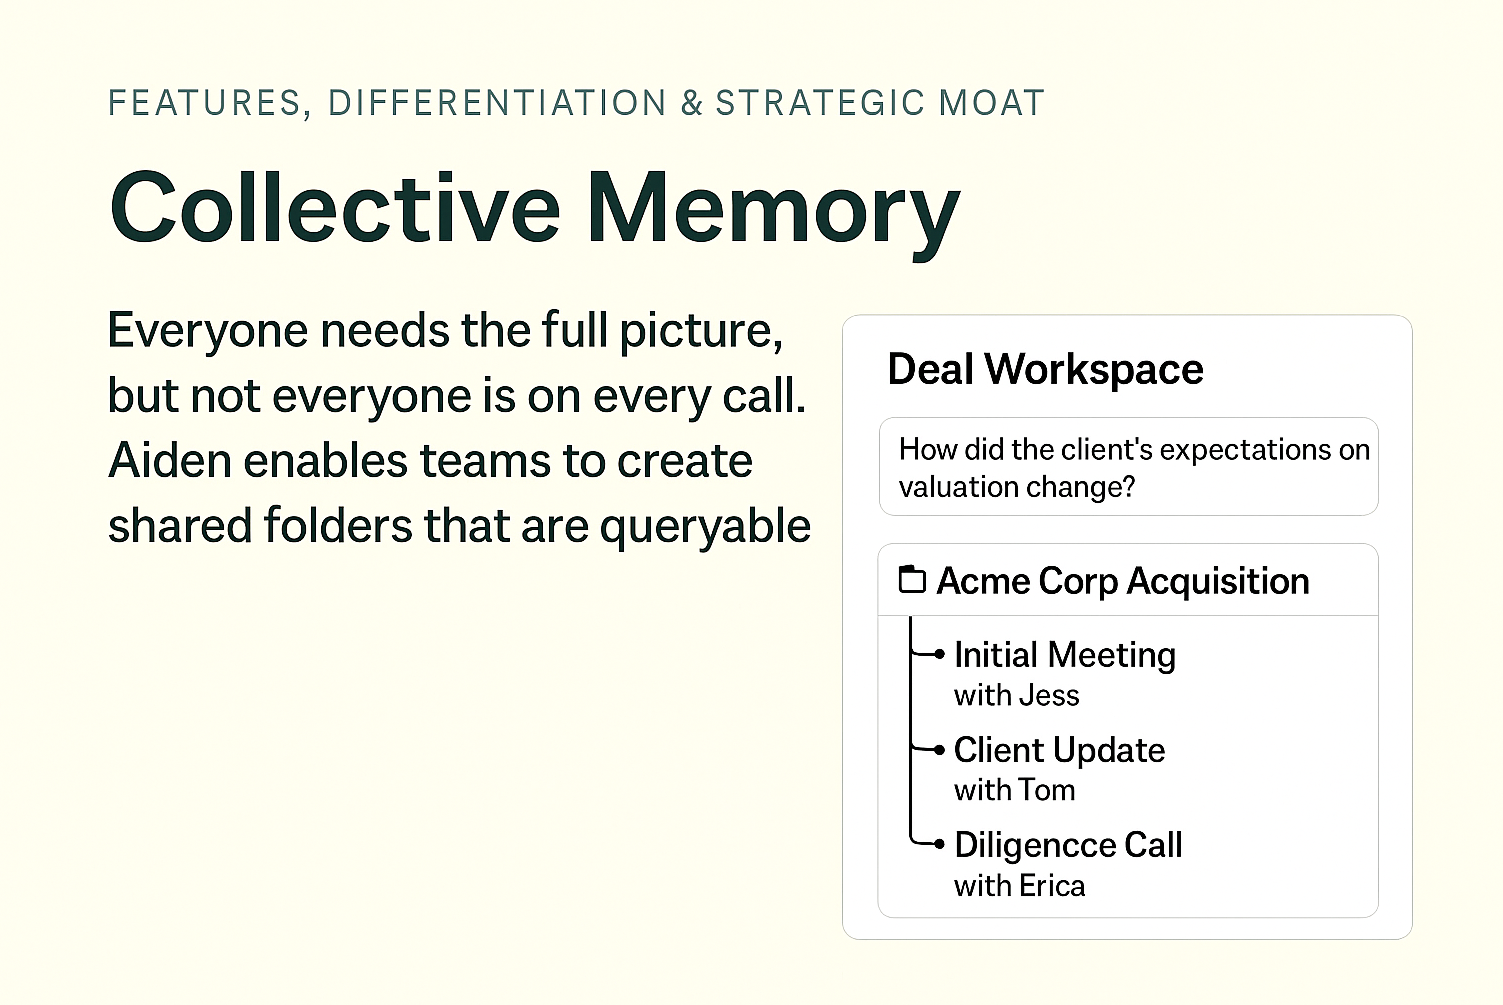 FEATURES, DIFFERENTIATION & STRATEGIC MOAT
Collective Memory
Everyone needs the full picture,
but not everyone is on every call.
Aiden enables teams to create
shared folders that are queryable
Deal Workspace
How did the client's expectations on
valuation change?
Acme Corp Acquisition
Initial Meeting
with Jess
Client Update
with Tom
Diligencce Call
with Erica